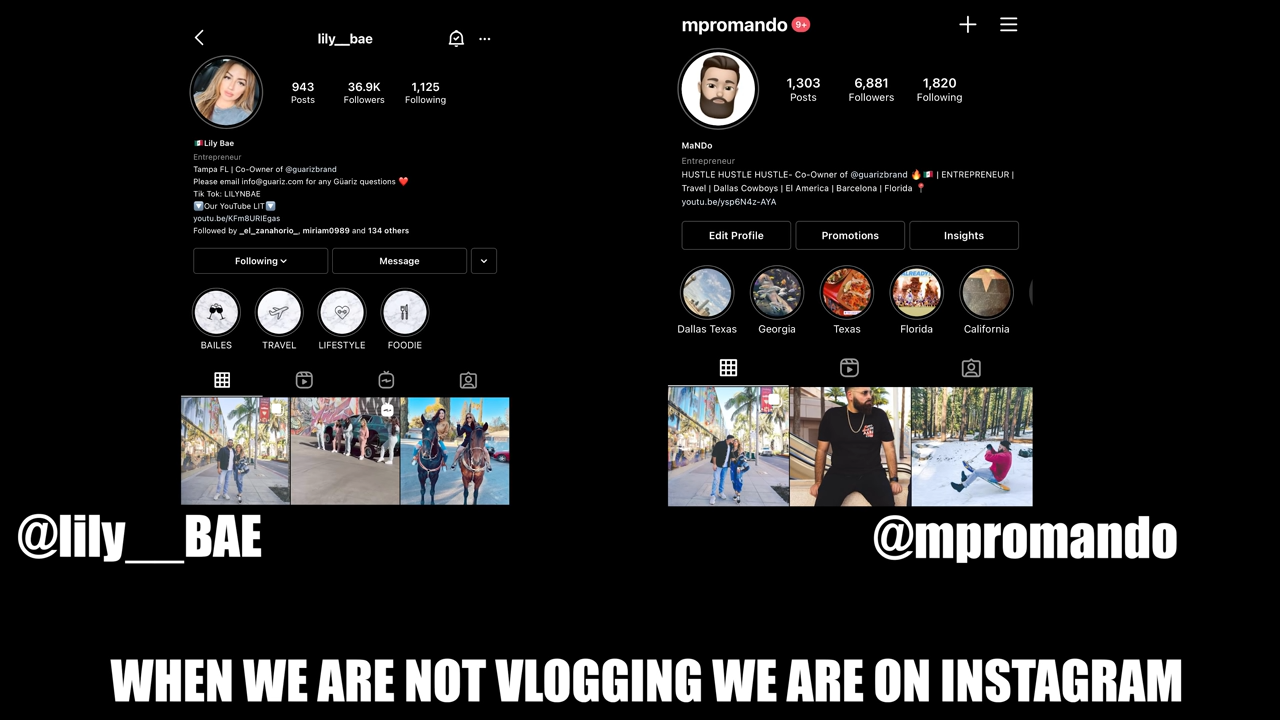 lily__bae
943
36.9K
1,125
Posts
Followers
Following
🇲🇽Lily Bae
Entrepreneur
Tampa FL | Co-Owner of @guarizbrand
Please email info@guariz.com for any Güariz questions ❤️
Tik Tok: LILYNBAE
🔽Our YouTube LIT🔽
youtu.be/KFm8URIEgas
Followed by _el_zanahorio_, miriam0989 and 134 others
Following
Message
BAILES
TRAVEL
LIFESTYLE
FOODIE
@lily___BAE
mpromando 9+
1,303
6,881
1,820
Posts
Followers
Following
MaNDo
Entrepreneur
HUSTLE HUSTLE HUSTLE- Co-Owner of @guarizbrand 🔥🇲🇽 | ENTREPRENEUR |
Travel | Dallas Cowboys | El America | Barcelona | Florida 📍
youtu.be/ysp6N4z-AYA
Edit Profile
Promotions
Insights
ALREADY!
Dallas Texas
Georgia
Texas
Florida
California
@mpromando
WHEN WE ARE NOT VLOGGING WE ARE ON INSTAGRAM